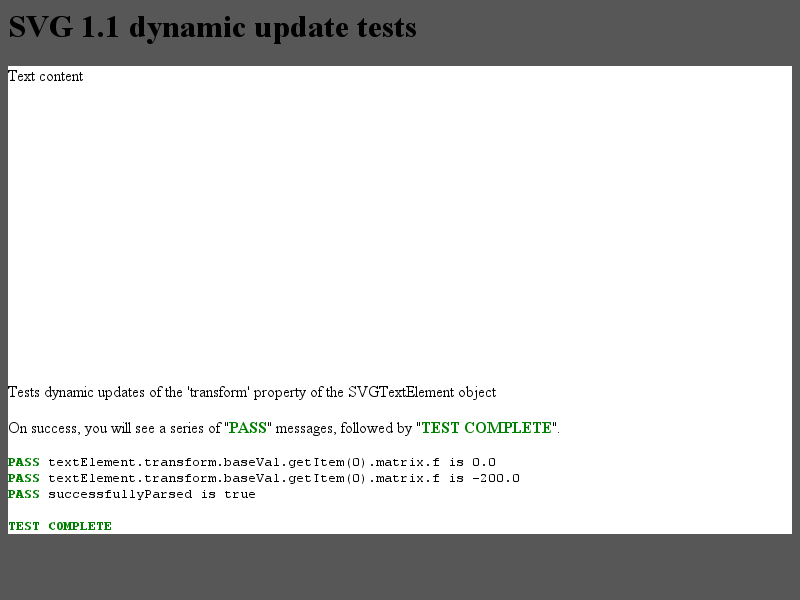 SVG 1.1 dynamic update tests
Text content
Tests dynamic updates of the 'transform' property of the SVGTextElement object
On success, you will see a series of "PASS" messages, followed by "TEST COMPLETE".
PASS textElement.transform.baseVal.getItem(0).matrix.f is 0.0
PASS textElement.transform.baseVal.getItem(0).matrix.f is -200.0
PASS successfullyParsed is true
TEST COMPLETE